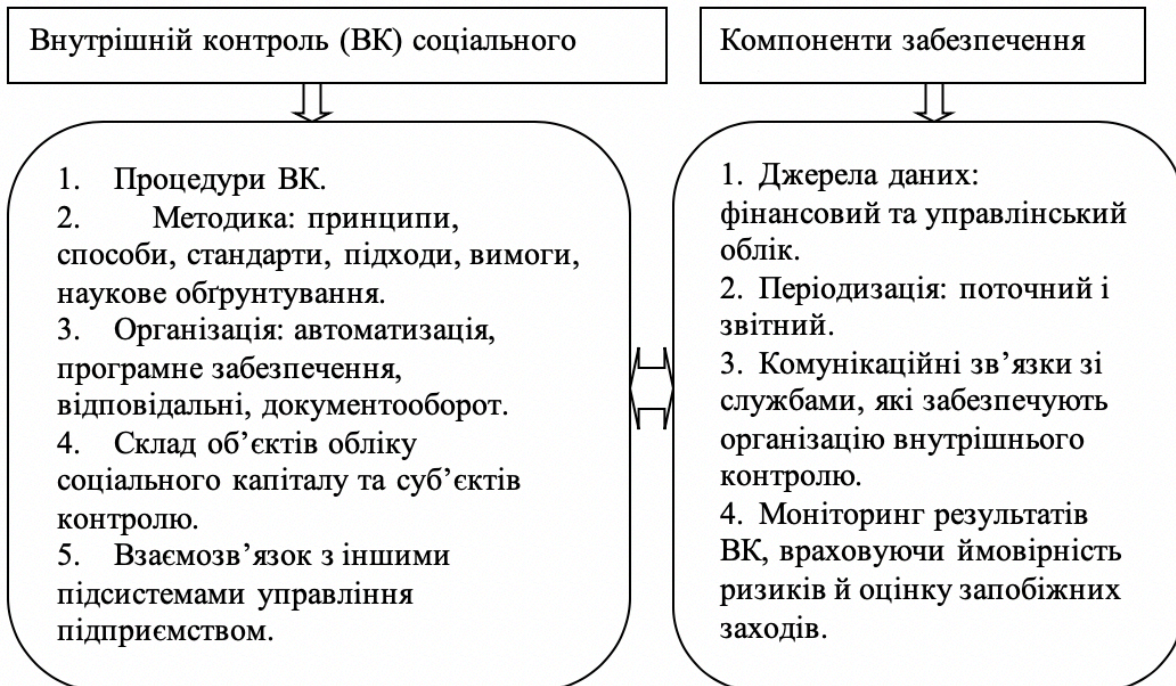 Внутрішній контроль (ВК) соціального
Компоненти забезпечення
1. Процедури ВК.
2. Методика: принципи,
способи, стандарти, підходи, вимоги,
наукове обґрунтування.
3. Організація: автоматизація,
програмне забезпечення,
відповідальні, документооборот.
4. Склад об’єктів обліку
соціального капіталу та суб’єктів
контролю.
5. Взаємозв’язок з іншими
підсистемами управління
підприємством.
1. Джерела даних:
фінансовий та управлінський
облік.
2. Періодизація: поточний і
звітний.
3. Комунікаційні зв’язки зі
службами, які забезпечують
організацію внутрішнього
контролю.
4. Моніторинг результатів
ВК, враховуючи ймовірність
ризиків й оцінку запобіжних
заходів.